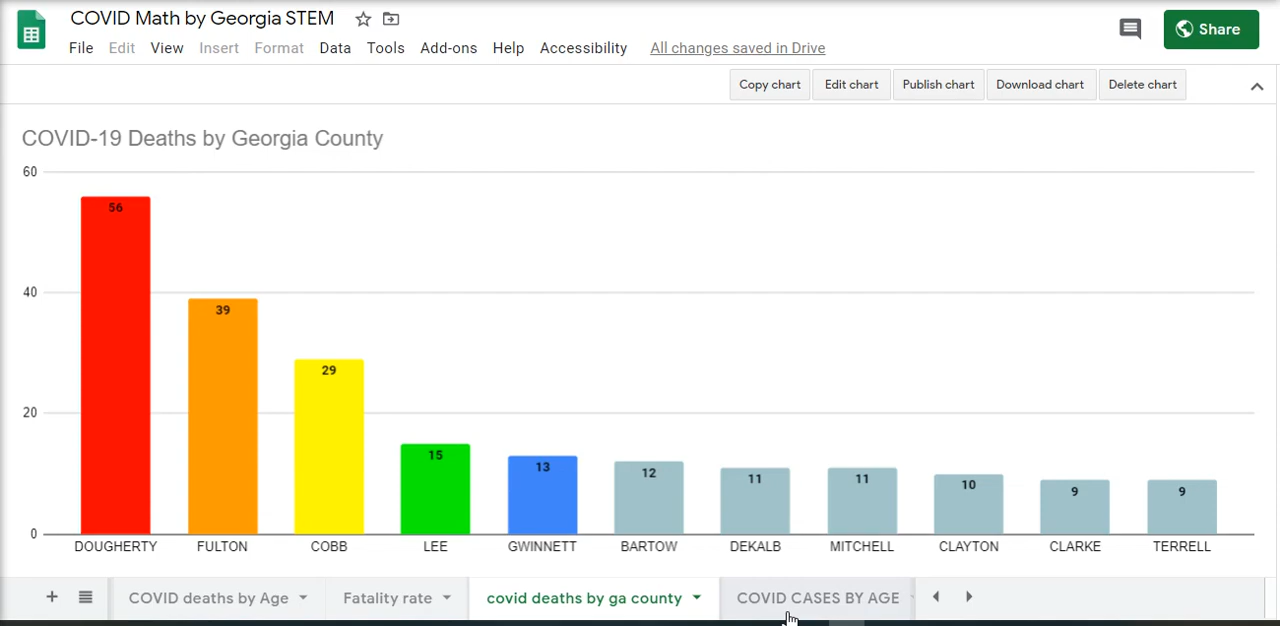 COVID Math by Georgia STEM
File Edit View Insert Format Data Tools Add-ons Help Accessibility All changes saved in Drive
Share
Copy chart Edit chart Publish chart Download chart Delete chart
COVID-19 Deaths by Georgia County
60
40
20
0
56
39
29
15
13
12
11
11
10
9
9
DOUGHERTY FULTON COBB LEE GWINNETT BARTOW DEKALB MITCHELL CLAYTON CLARKE TERRELL
COVID deaths by Age Fatality rate covid deaths by ga county COVID CASES BY AGE